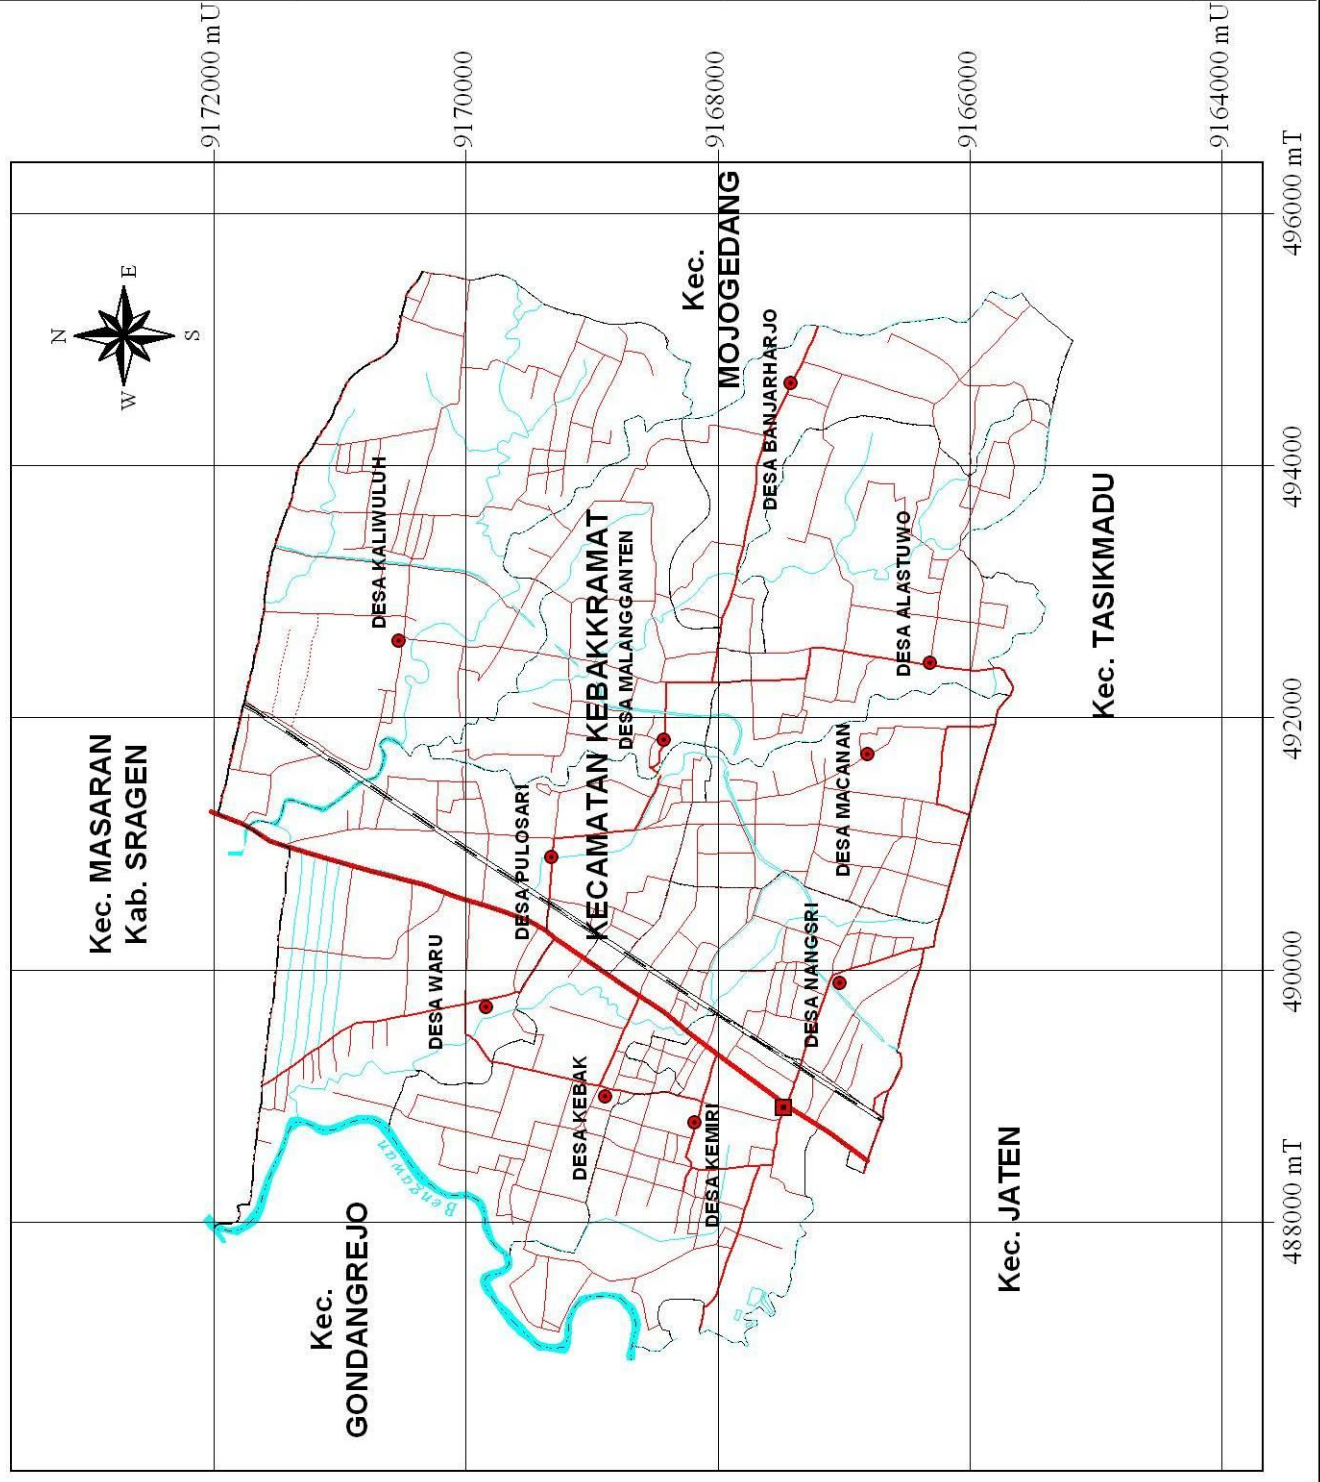 9172000 mU
9170000
9168000
9166000
9164000 mU
496000 mT
494000
492000
490000
488000 mT
N
E
S
W
Kec. MASARAN
Kab. SRAGEN
Kec.
MOJOGEDANG
Kec. TASIKMADU
Kec. JATEN
Kec.
GONDANGREJO
KECAMATAN KEBAKKRAMAT
DESA KALIWULUH
DESA BANJARHARJO
DESA MALANGGANTEN
DESA ALASTUWO
DESA PULOSARI
DESA MACANAN
DESA WARU
DESA NANGSRI
DESA KEBAK
DESA KEMIRI
Bengawan